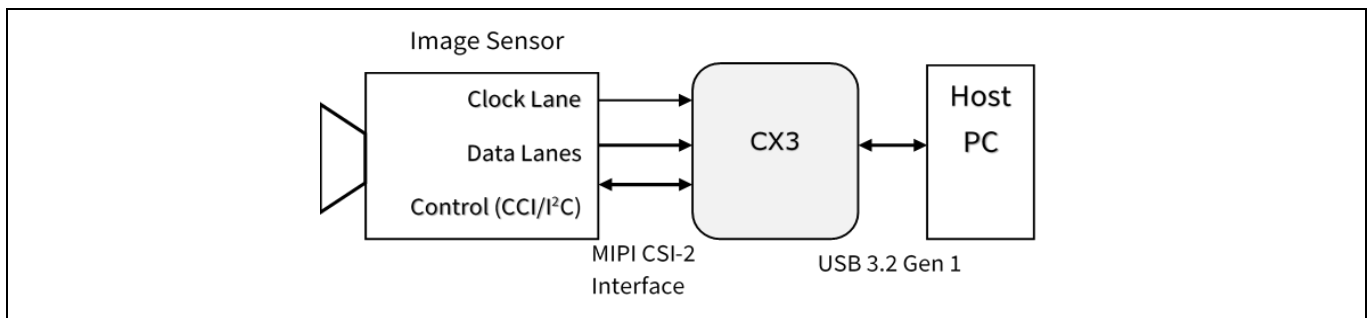 Image Sensor
Clock Lane
Data Lanes
Control (CCI/I²C)
CX3
Host
PC
MIPI CSI-2
Interface
USB 3.2 Gen 1